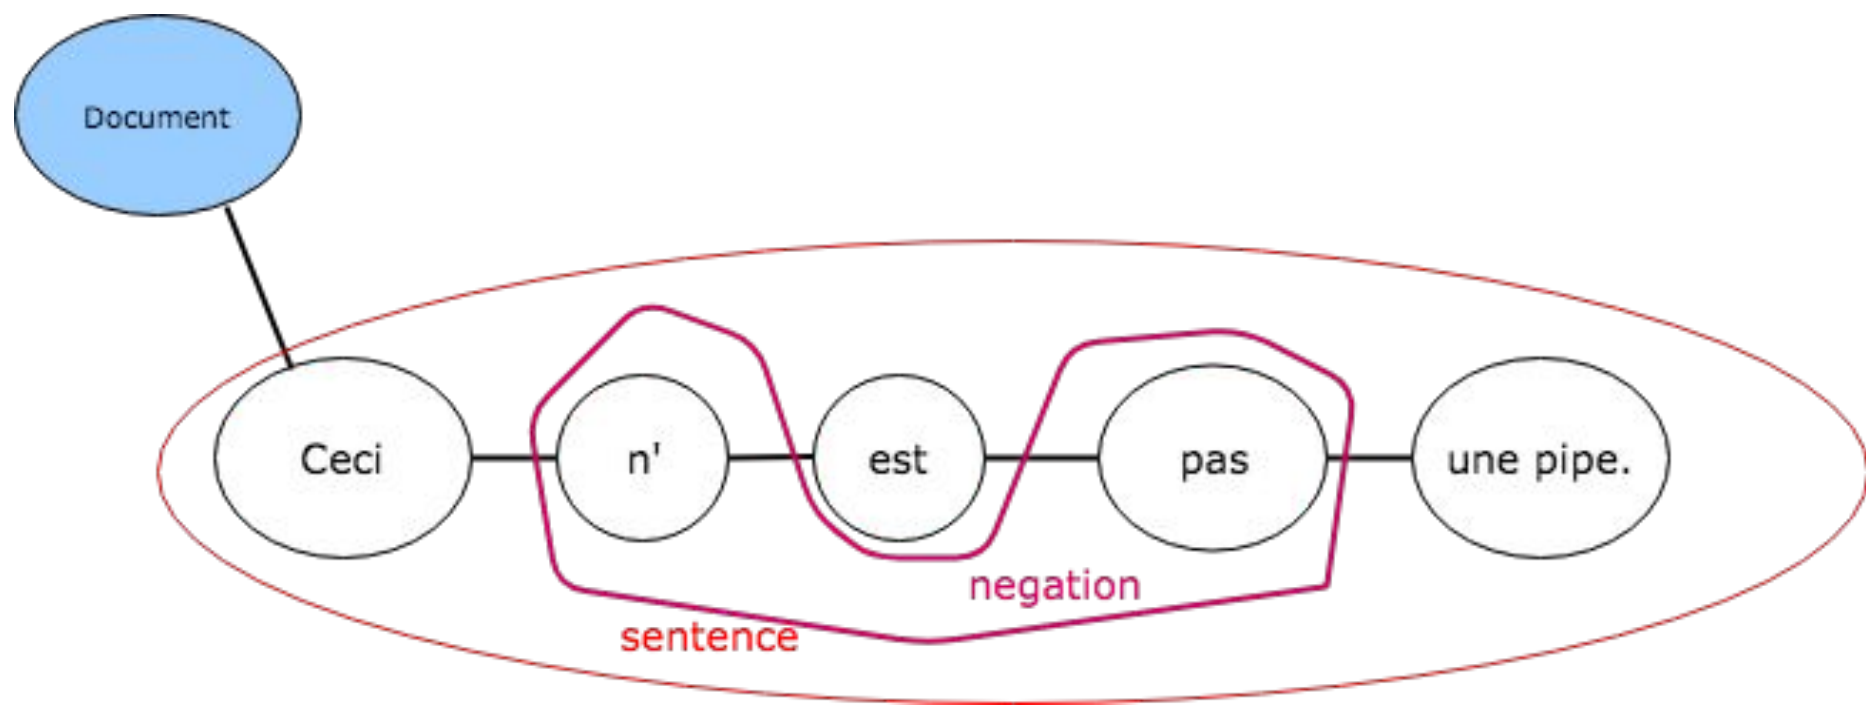 Document
Ceci n' est pas une pipe.
negation
sentence